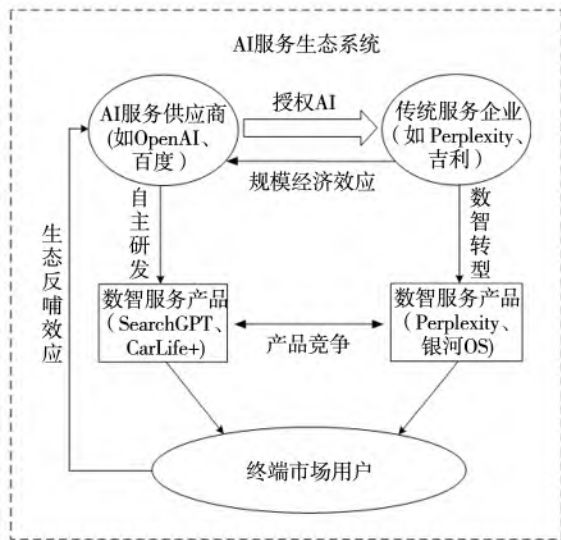 AI服务生态系统
AI服务供应商
(如OpenAI、
百度）
授权AI
传统服务企业
（如 Perplexity、
吉利）
规模经济效应
自主研发
数智转型
生态反哺效应
数智服务产品
（SearchGPT、
CarLife+)
产品竞争
数智服务产品
(Perplexity、
银河OS)
终端市场用户